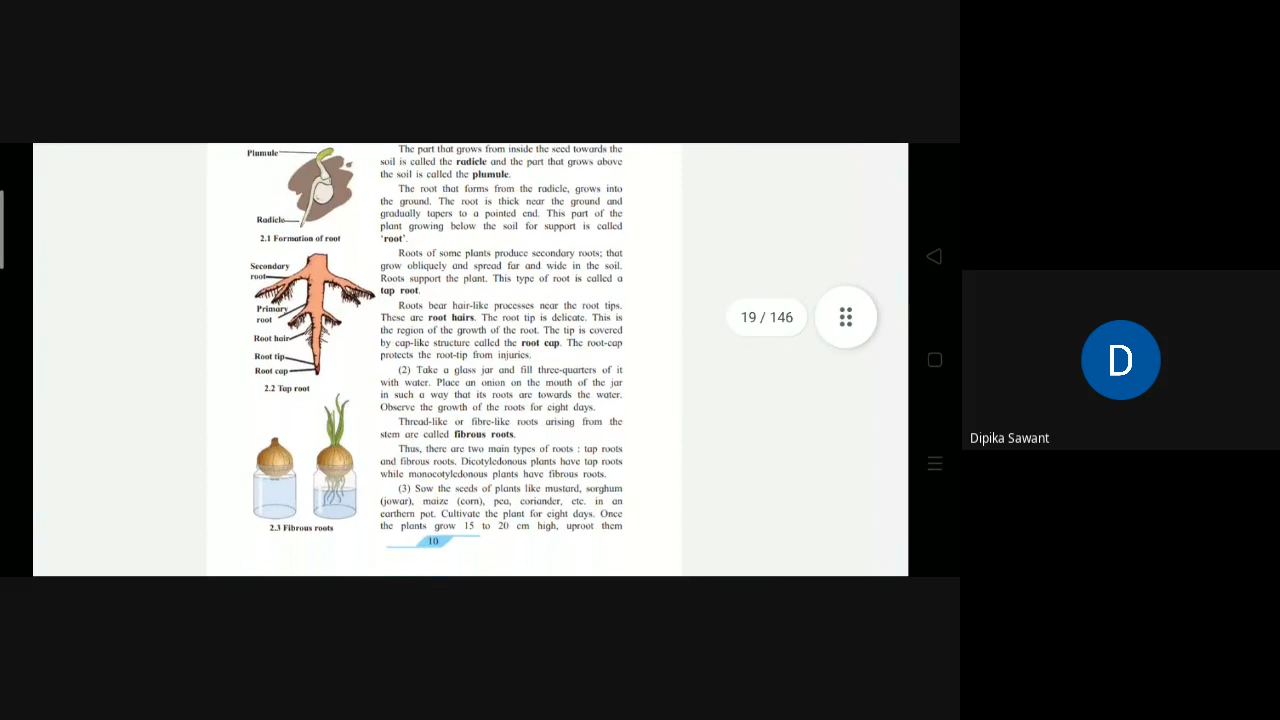 Plumule
Radicle
2.1 Formation of root
Secondary
root
Primary
root
Root hair
Root tip
Root cap
2.2 Tap root
2.3 Fibrous roots
The part that grows from inside the seed towards the
soil is called the radicle and the part that grows above
the soil is called the plumule.
The root that forms from the radicle, grows into
the ground. The root is thick near the ground and
gradually tapers to a pointed end. This part of the
plant growing below the soil for support is called
'root'.
Roots of some plants produce secondary roots; that
grow obliquely and spread far and wide in the soil.
Roots support the plant. This type of root is called a
tap root.
Roots bear hair-like processes near the root tips.
These are root hairs. The root tip is delicate. This is
the region of the growth of the root. The tip is covered
by cap-like structure called the root cap. The root-cap
protects the root-tip from injuries.
(2) Take a glass jar and fill three-quarters of it
with water. Place an onion on the mouth of the jar
in such a way that its roots are towards the water.
Observe the growth of the roots for eight days.
Thread-like or fibre-like roots arising from the
stem are called fibrous roots.
Thus, there are two main types of roots : tap roots
and fibrous roots. Dicotyledonous plants have tap roots
while monocotyledonous plants have fibrous roots.
(3) Sow the seeds of plants like mustard, sorghum
(jowar), maize (corn), pea, coriander, etc. in an
earthern pot. Cultivate the plant for eight days. Once
the plants grow 15 to 20 cm high, uproot them
10
19 / 146
D
Dipika Sawant